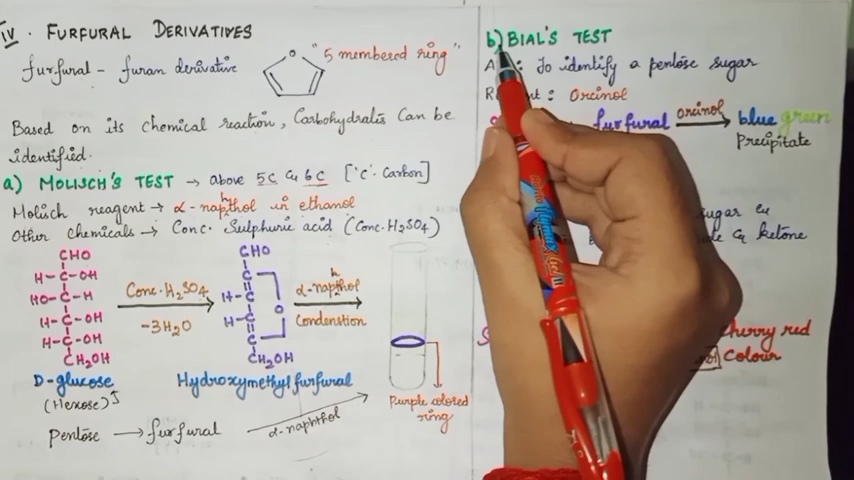 iv. FURFURAL DERIVATIVES
furfural - furan derivative
O
"5 membered ring"
Based on its chemical reaction, Carbohydrates can be
identified.
a) MOLISCH'S TEST → above 5C & 6C ['C'-Carbon]
Molish reagent → α-naphthol in ethanol
Other chemicals → Conc. Sulphuric acid (Conc.H₂SO₄)
CHO
H-C-OH
HO-C-H
H-C-OH
H-C-OH
CH₂OH
D-glucose
(Hexose)
Conc.H₂SO₄
-3H₂O
CHO
C
H-C
O
H-C
C
CH₂OH
Hydroxymethyl furfural
α-naphthol
Condenstion
Purple colored
ring
Pentose → furfural
α-naphthol
b) BIAL'S TEST
: To identify a pentose sugar
: Orcinol
furfural
orcinol
→ blue green
Precipitate
sugar
& ketone
cherry red
Colour